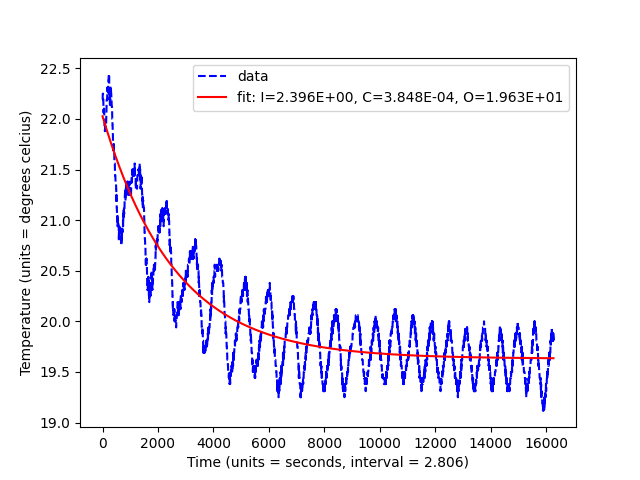 data
fit: I=2.396E+00, C=3.848E-04, O=1.963E+01
Temperature (units = degrees celcius)
22.5
22.0
21.5
21.0
20.5
20.0
19.5
19.0
0 2000 4000 6000 8000 10000 12000 14000 16000
Time (units = seconds, interval = 2.806)